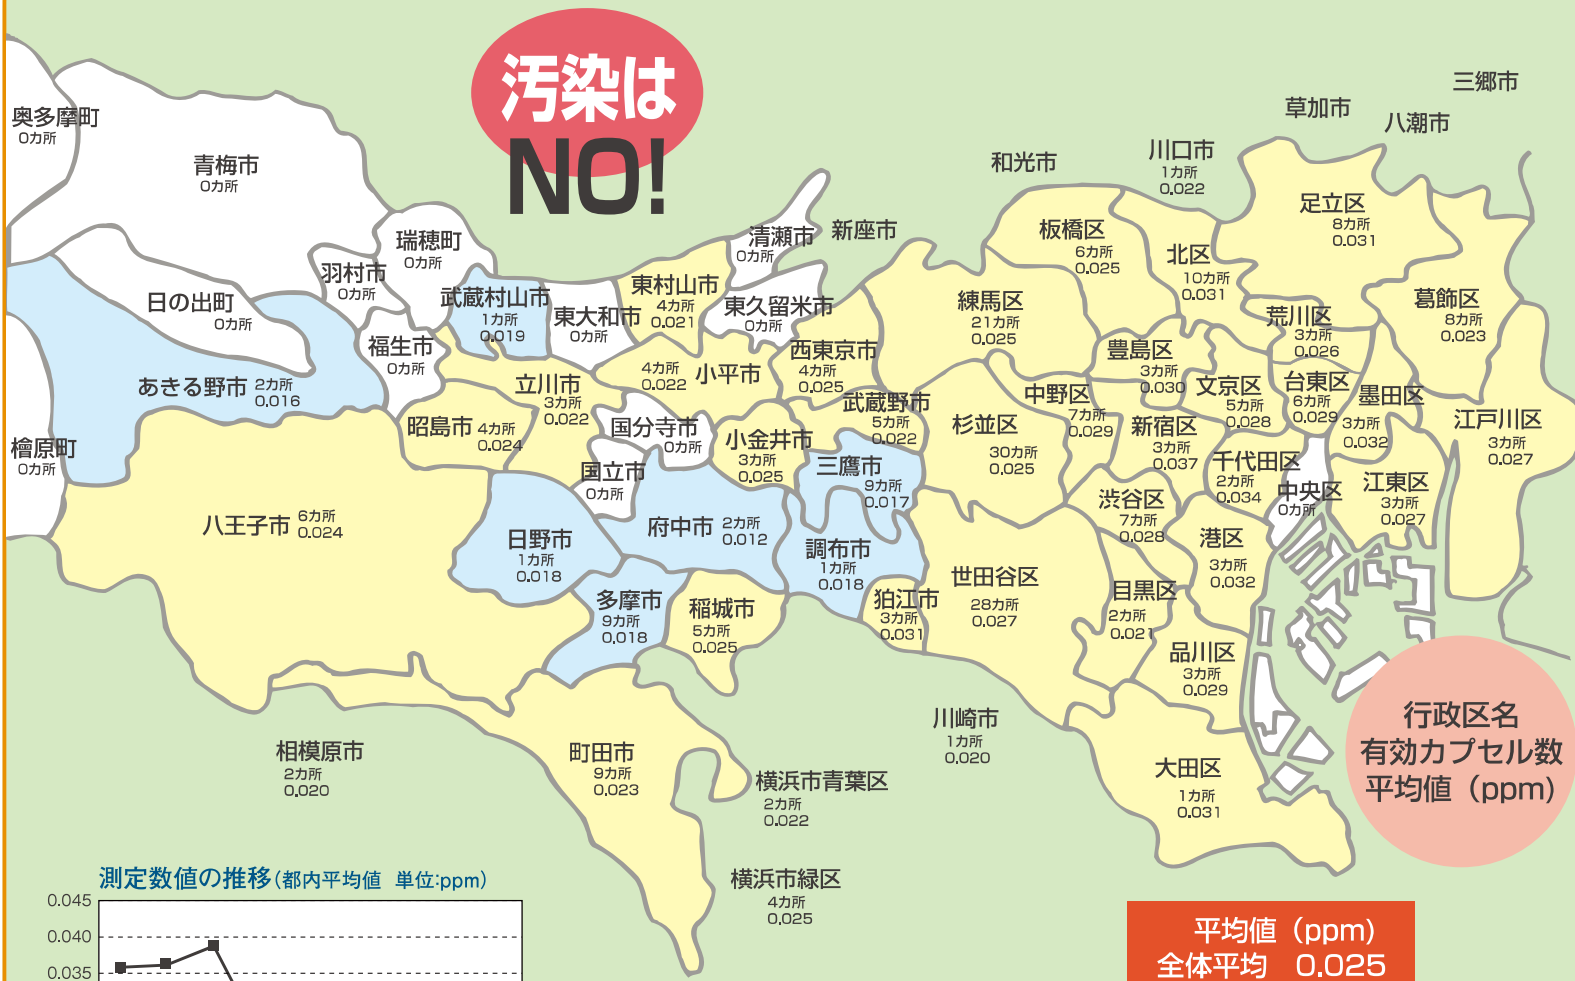 汚染は
NO!
三郷市
草加市
八潮市
川口市
1カ所
0.022
和光市
新座市
奥多摩町
0カ所
青梅市
0カ所
瑞穂町
0カ所
羽村市
0カ所
日の出町
0カ所
福生市
0カ所
武蔵村山市
1カ所
0.019
東大和市
0カ所
東村山市
4カ所
0.021
清瀬市
0カ所
東久留米市
0カ所
西東京市
4カ所
0.025
小平市
4カ所
0.022
立川市
3カ所
0.022
昭島市
4カ所
0.024
あきる野市
2カ所
0.016
檜原町
0カ所
八王子市
6カ所
0.024
国分寺市
0カ所
国立市
0カ所
小金井市
3カ所
0.025
武蔵野市
5カ所
0.022
三鷹市
9カ所
0.017
府中市
2カ所
0.012
日野市
1カ所
0.018
多摩市
9カ所
0.018
稲城市
5カ所
0.025
調布市
1カ所
0.018
狛江市
3カ所
0.031
町田市
9カ所
0.023
板橋区
6カ所
0.025
北区
10カ所
0.031
足立区
8カ所
0.031
葛飾区
8カ所
0.023
練馬区
21カ所
0.025
豊島区
3カ所
0.030
荒川区
3カ所
0.026
文京区
5カ所
0.028
台東区
6カ所
0.029
墨田区
3カ所
0.032
江戸川区
3カ所
0.027
中野区
7カ所
0.029
杉並区
30カ所
0.025
新宿区
3カ所
0.037
千代田区
2カ所
0.034
中央区
0カ所
江東区
3カ所
0.027
渋谷区
7カ所
0.028
港区
3カ所
0.032
世田谷区
28カ所
0.027
目黒区
2カ所
0.021
品川区
3カ所
0.029
大田区
1カ所
0.031
川崎市
1カ所
0.020
相模原市
2カ所
0.020
横浜市青葉区
2カ所
0.022
横浜市緑区
4カ所
0.025
行政区名
有効カプセル数
平均値（ppm）
測定数値の推移(都内平均値 単位:ppm)
0.045
0.040
0.035
平均値（ppm）
全体平均 0.025